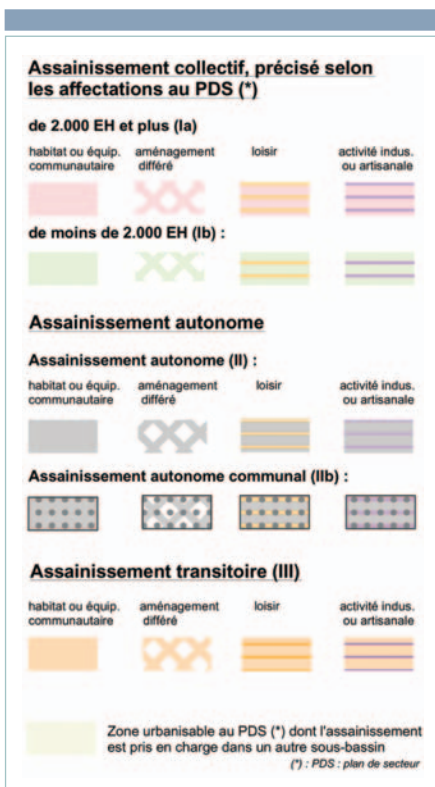 Assainissement collectif, précisé selon
les affectations au PDS (*)
de 2.000 EH et plus (Ia)
habitat ou équip. aménagement loisir activité indus.
communautaire différé ou artisanale
de moins de 2.000 EH (Ib) :
Assainissement autonome
Assainissement autonome (II) :
habitat ou équip. aménagement loisir activité indus.
communautaire différé ou artisanale
Assainissement autonome communal (IIb) :
Assainissement transitoire (III)
habitat ou équip. aménagement loisir activité indus.
communautaire différé ou artisanale
Zone urbanisable au PDS (*) dont l'assainissement
est pris en charge dans un autre sous-bassin
(*) : PDS : plan de secteur